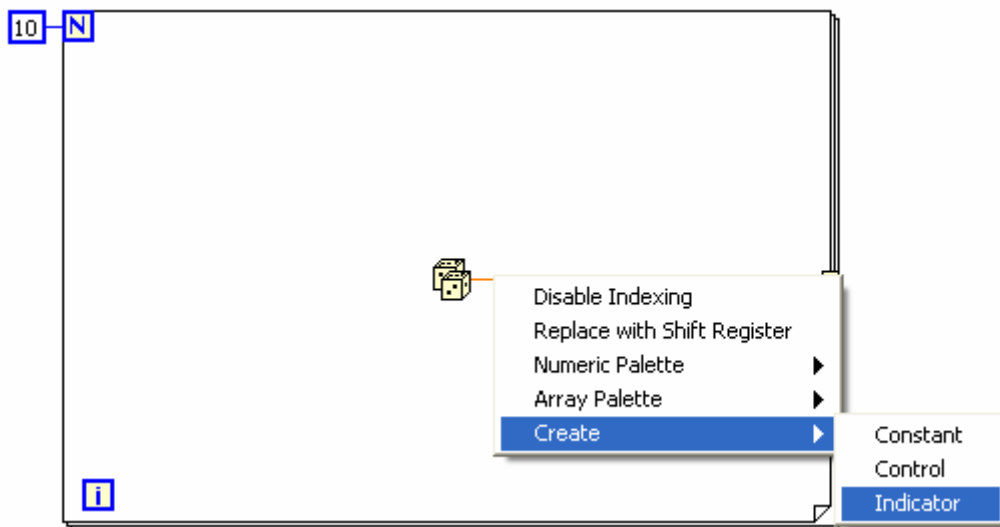 10 N
Disable Indexing
Replace with Shift Register
Numeric Palette
Array Palette
Create
Constant
Control
Indicator
i